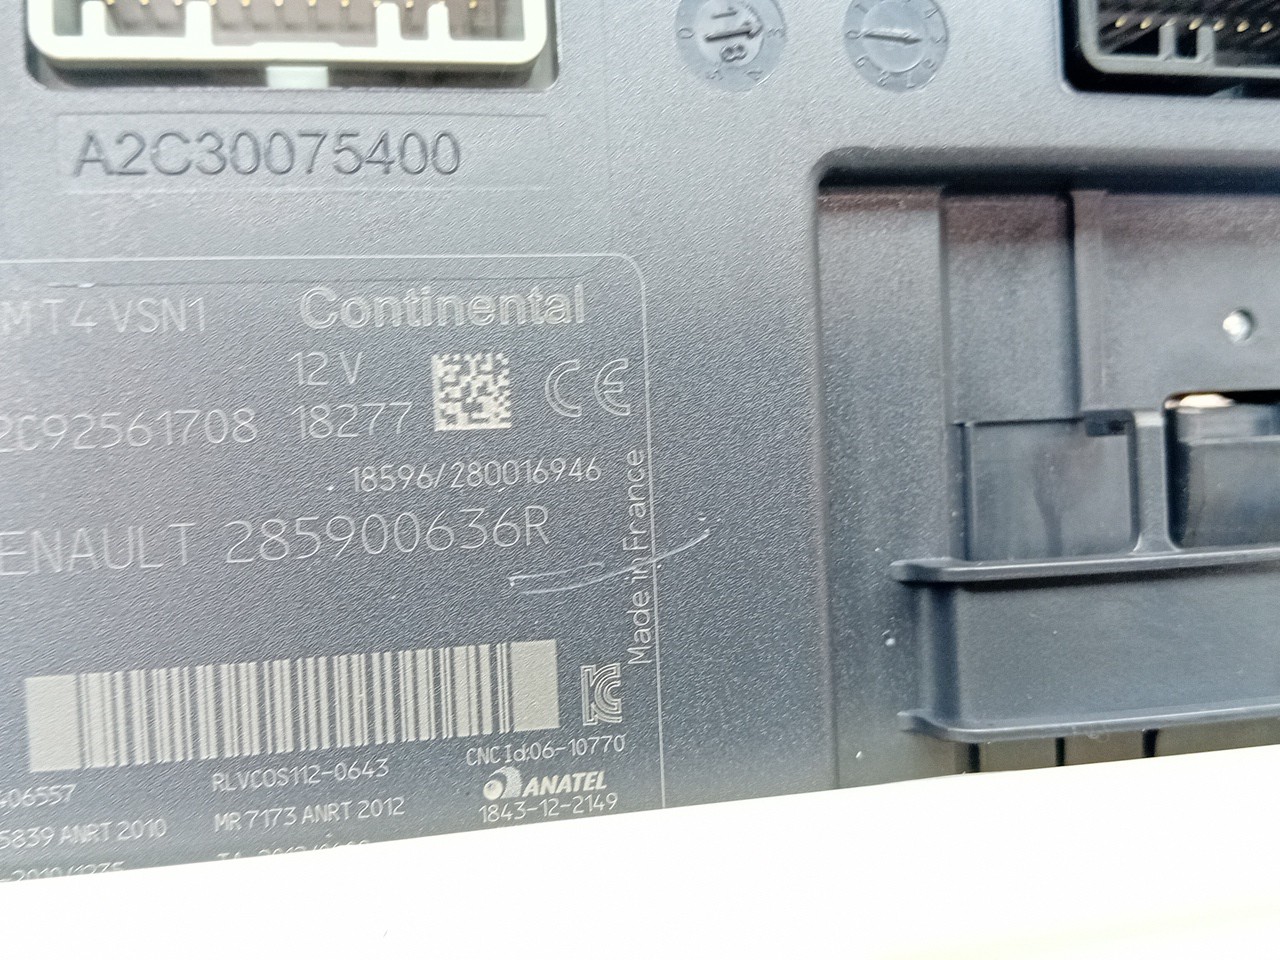 A2C30075400
MT4 VSN1 Continental
12 V
2C92561708 18277
18596/280016946
ENAULT 285900636R
Made in France
CNC Id:06-10770
406557 RLVCOS112-0643
ANATEL
5839 ANRT 2010 MR 7173 ANRT 2012 1843-12-2149